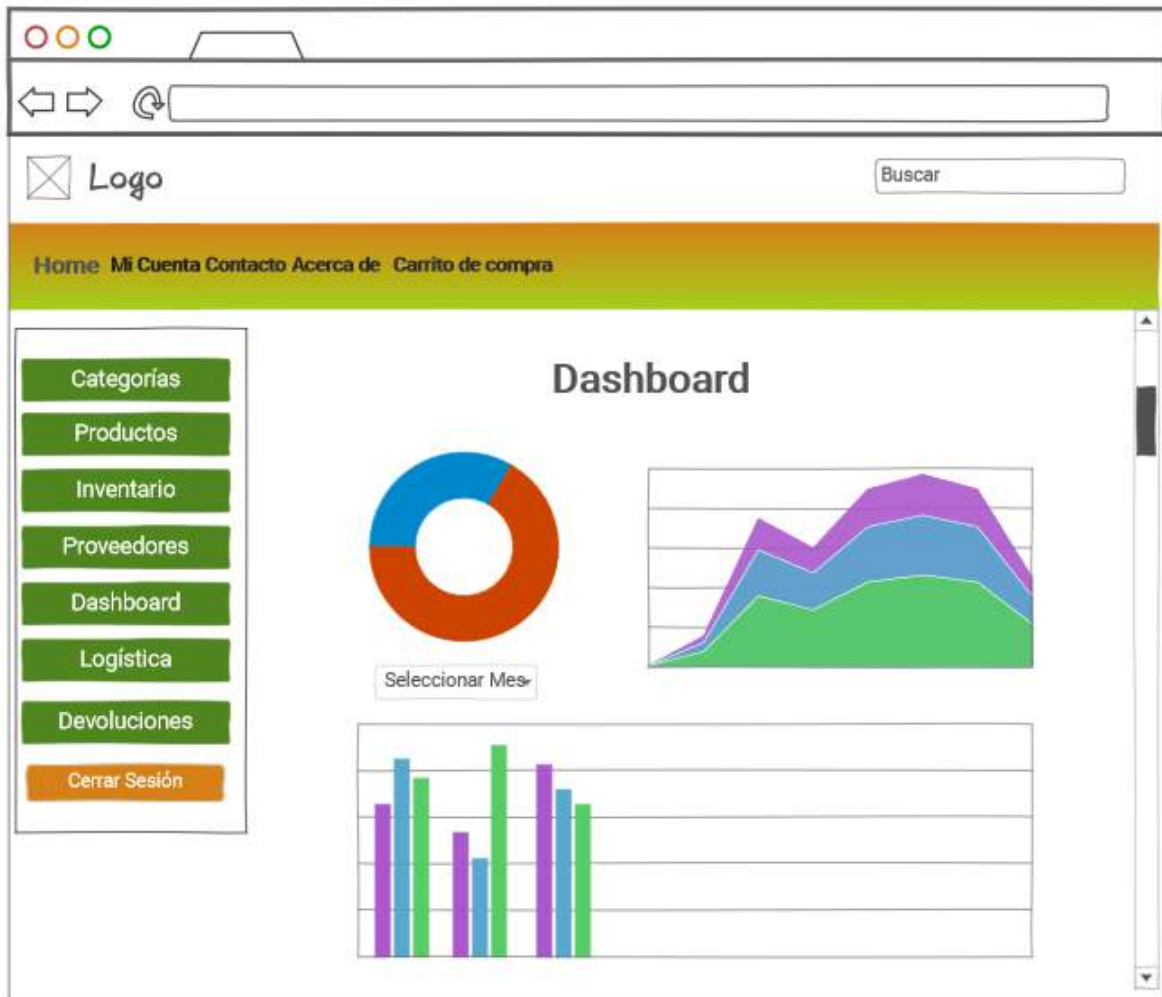 Logo
Buscar
Home Mi Cuenta Contacto Acerca de Carrito de compra
Categorías
Productos
Inventario
Proveedores
Dashboard
Logística
Devoluciones
Cerrar Sesión
Dashboard
Seleccionar Mes